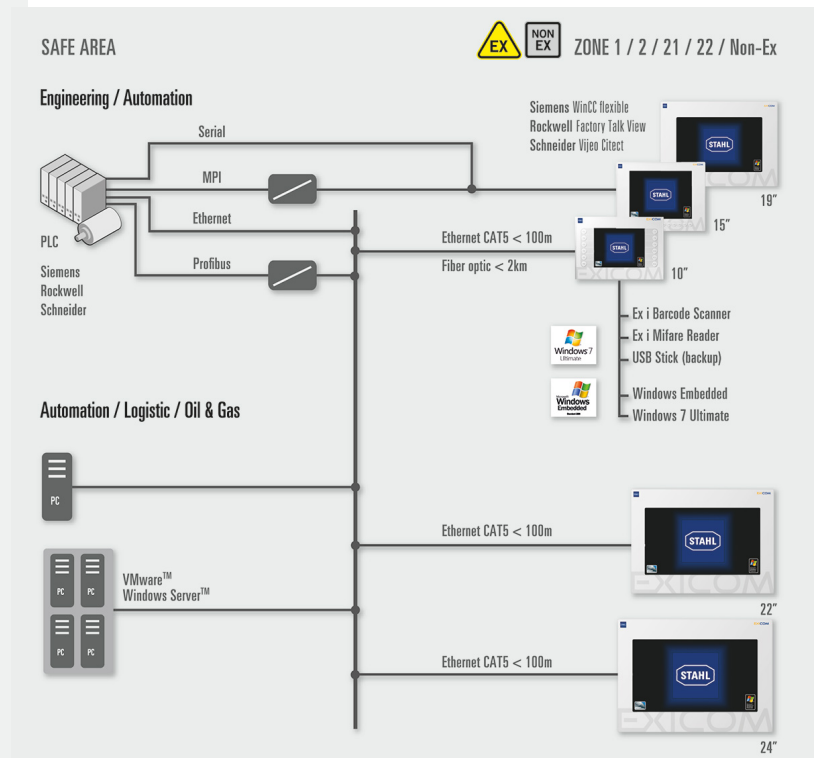 SAFE AREA
EX
NON
EX
ZONE 1 / 2 / 21 / 22 / Non-Ex
Engineering / Automation
Siemens WinCC flexible
Rockwell Factory Talk View
Schneider Vijeo Citect
Serial
MPI
Ethernet
Profibus
PLC
Siemens
Rockwell
Schneider
STAHL
19”
STAHL
15”
Ethernet CAT5 < 100m
Fiber optic < 2km
STAHL
EXICOM
10”
Ex i Barcode Scanner
Ex i Mifare Reader
USB Stick (backup)
Windows Embedded
Windows 7 Ultimate
Windows 7
Ultimate
Windows
Embedded
Automation / Logistic / Oil & Gas
PC
PC
PC
PC
PC
VMware™
Windows Server™
Ethernet CAT5 < 100m
STAHL
EXICOM
22”
Ethernet CAT5 < 100m
STAHL
EXICOM
24”